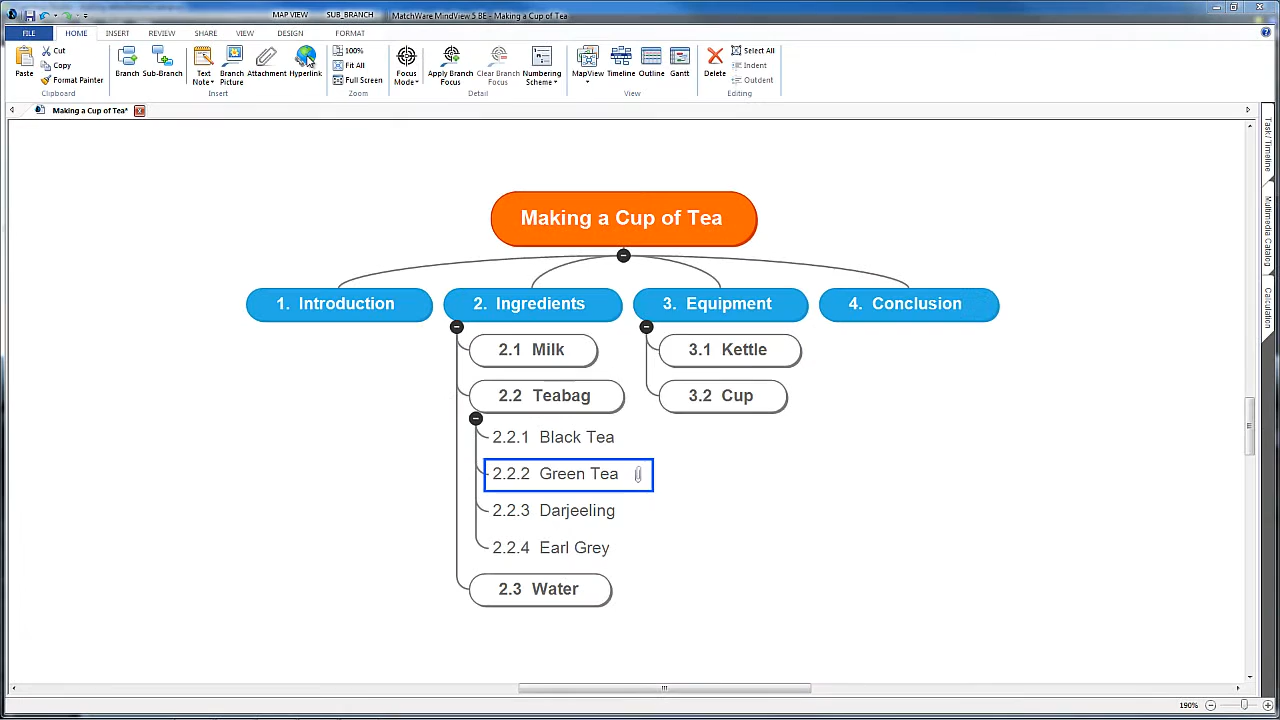 MAP VIEW SUB_BRANCH MatchWare MindView 5 BE - Making a Cup of Tea
FILE HOME INSERT REVIEW SHARE VIEW DESIGN FORMAT
Paste Cut Copy Format Painter
Branch Sub-Branch Text Note Branch Picture Attachment Hyperlink
100% Fit All Full Screen
Focus Mode Apply Branch Focus Clear Branch Focus Numbering Scheme
MapView Timeline Outline Gantt
Delete Select All Indent Outdent
Clipboard Insert Zoom Detail View Editing
Making a Cup of Tea*
Task/Timeline
Multimedia Catalog
Calculation
Making a Cup of Tea
1. Introduction 2. Ingredients 3. Equipment 4. Conclusion
2.1 Milk 3.1 Kettle
2.2 Teabag 3.2 Cup
2.2.1 Black Tea
2.2.2 Green Tea
2.2.3 Darjeeling
2.2.4 Earl Grey
2.3 Water
190%